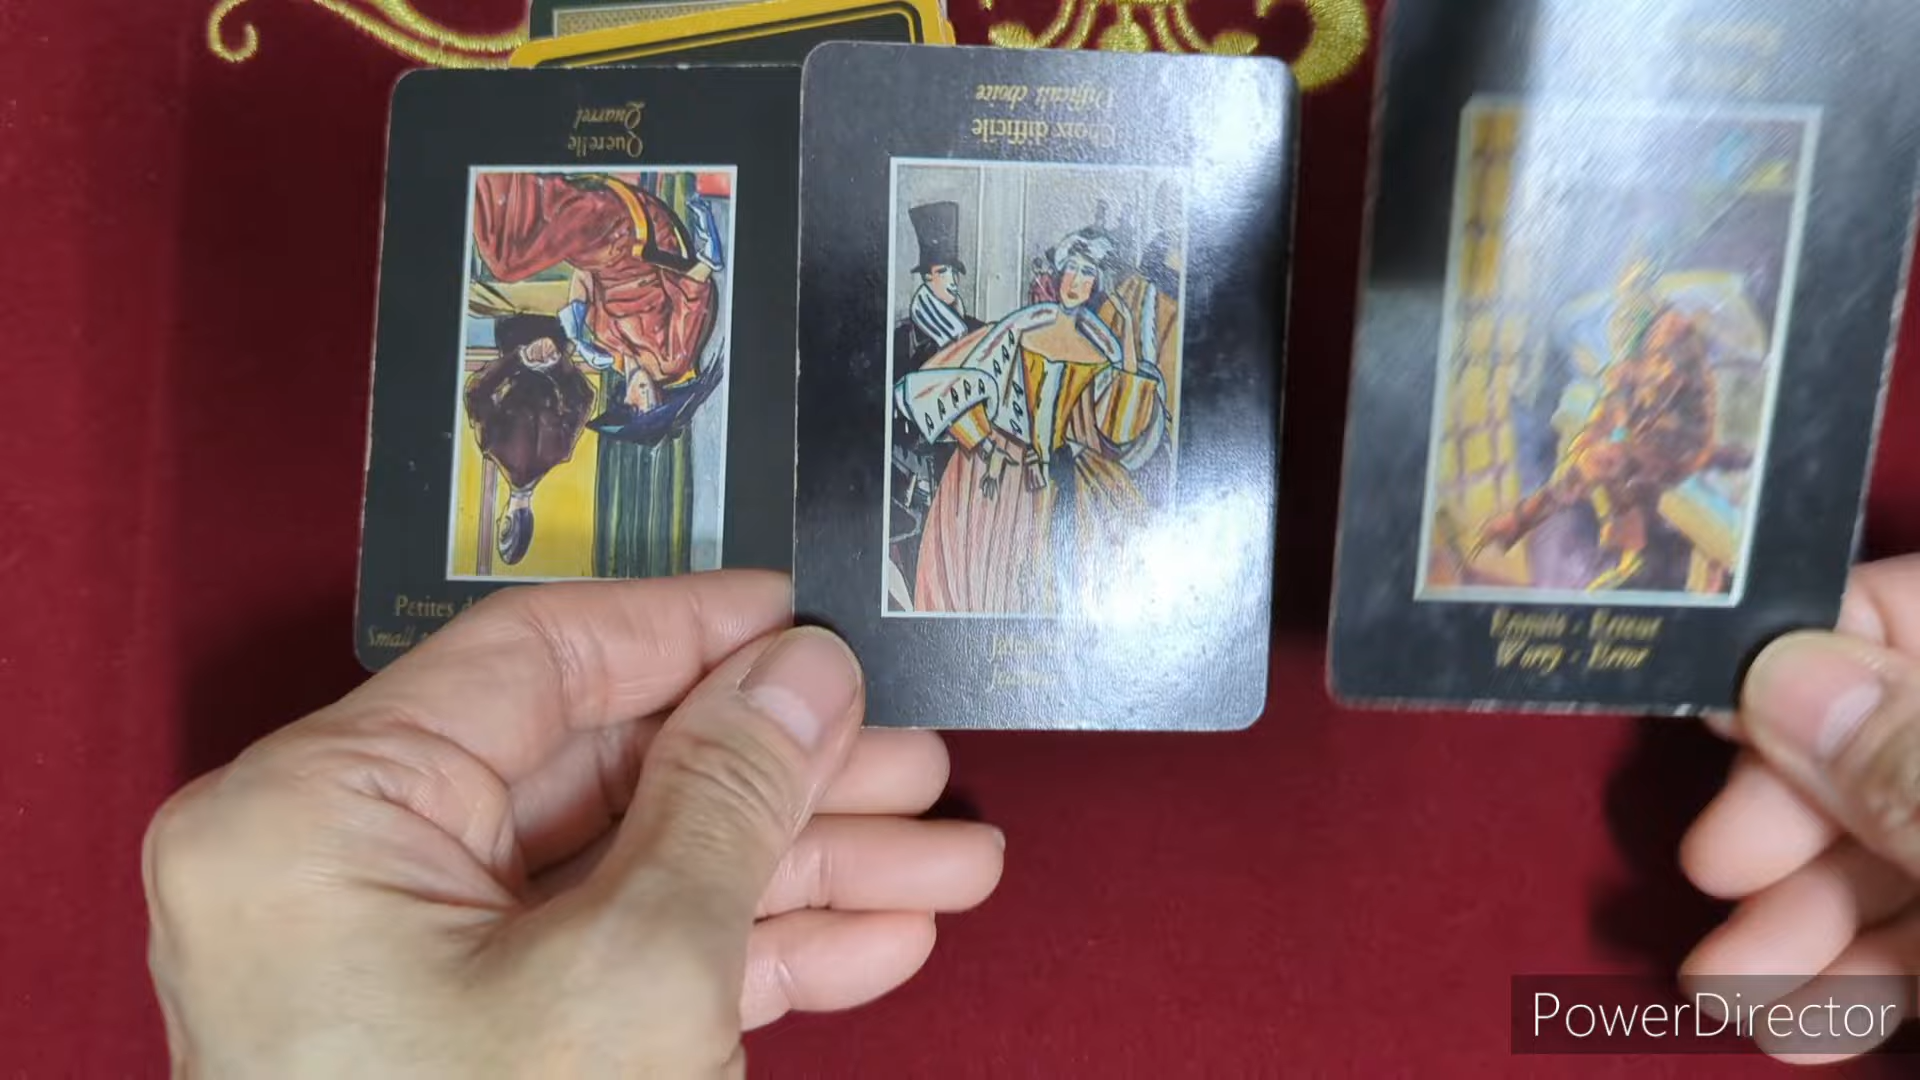 Querelle
Quarrel
Petites
Small
Choix difficile
Difficult choice
Ennuis - Erreur
Worry - Error
PowerDirector